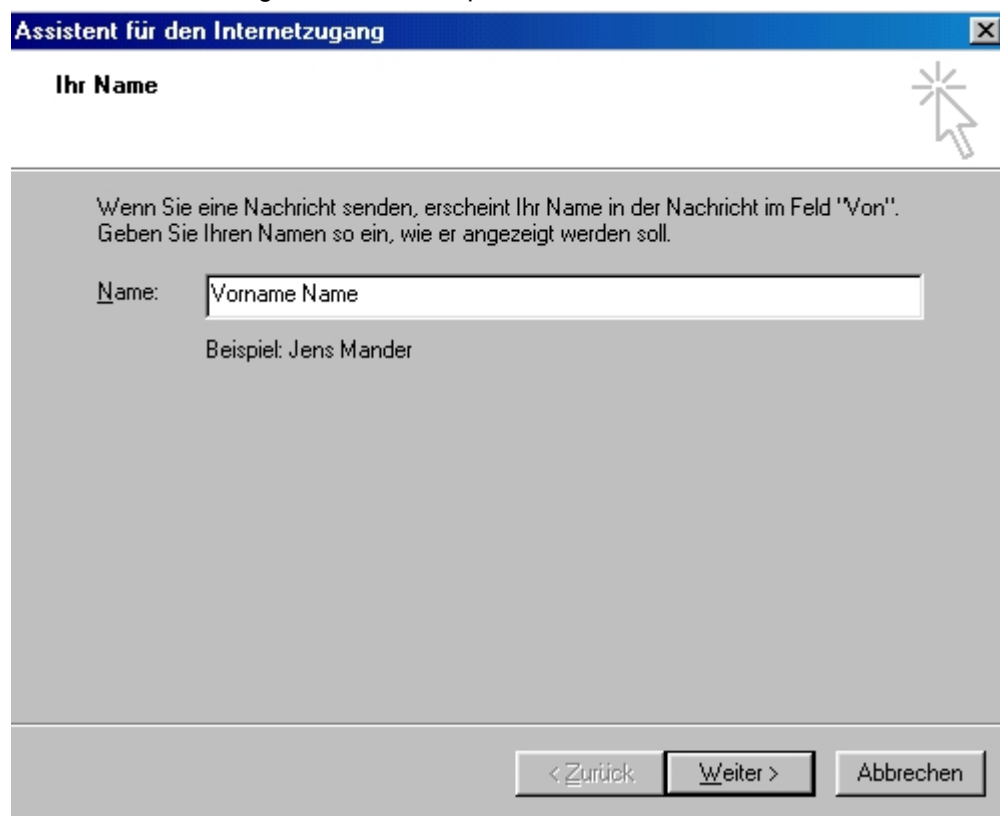 Assistent für den Internetzugang
Ihr Name
Wenn Sie eine Nachricht senden, erscheint Ihr Name in der Nachricht im Feld "Von".
Geben Sie Ihren Namen so ein, wie er angezeigt werden soll.
Name: Vorname Name
Beispiel: Jens Mander
< Zurück Weiter > Abbrechen